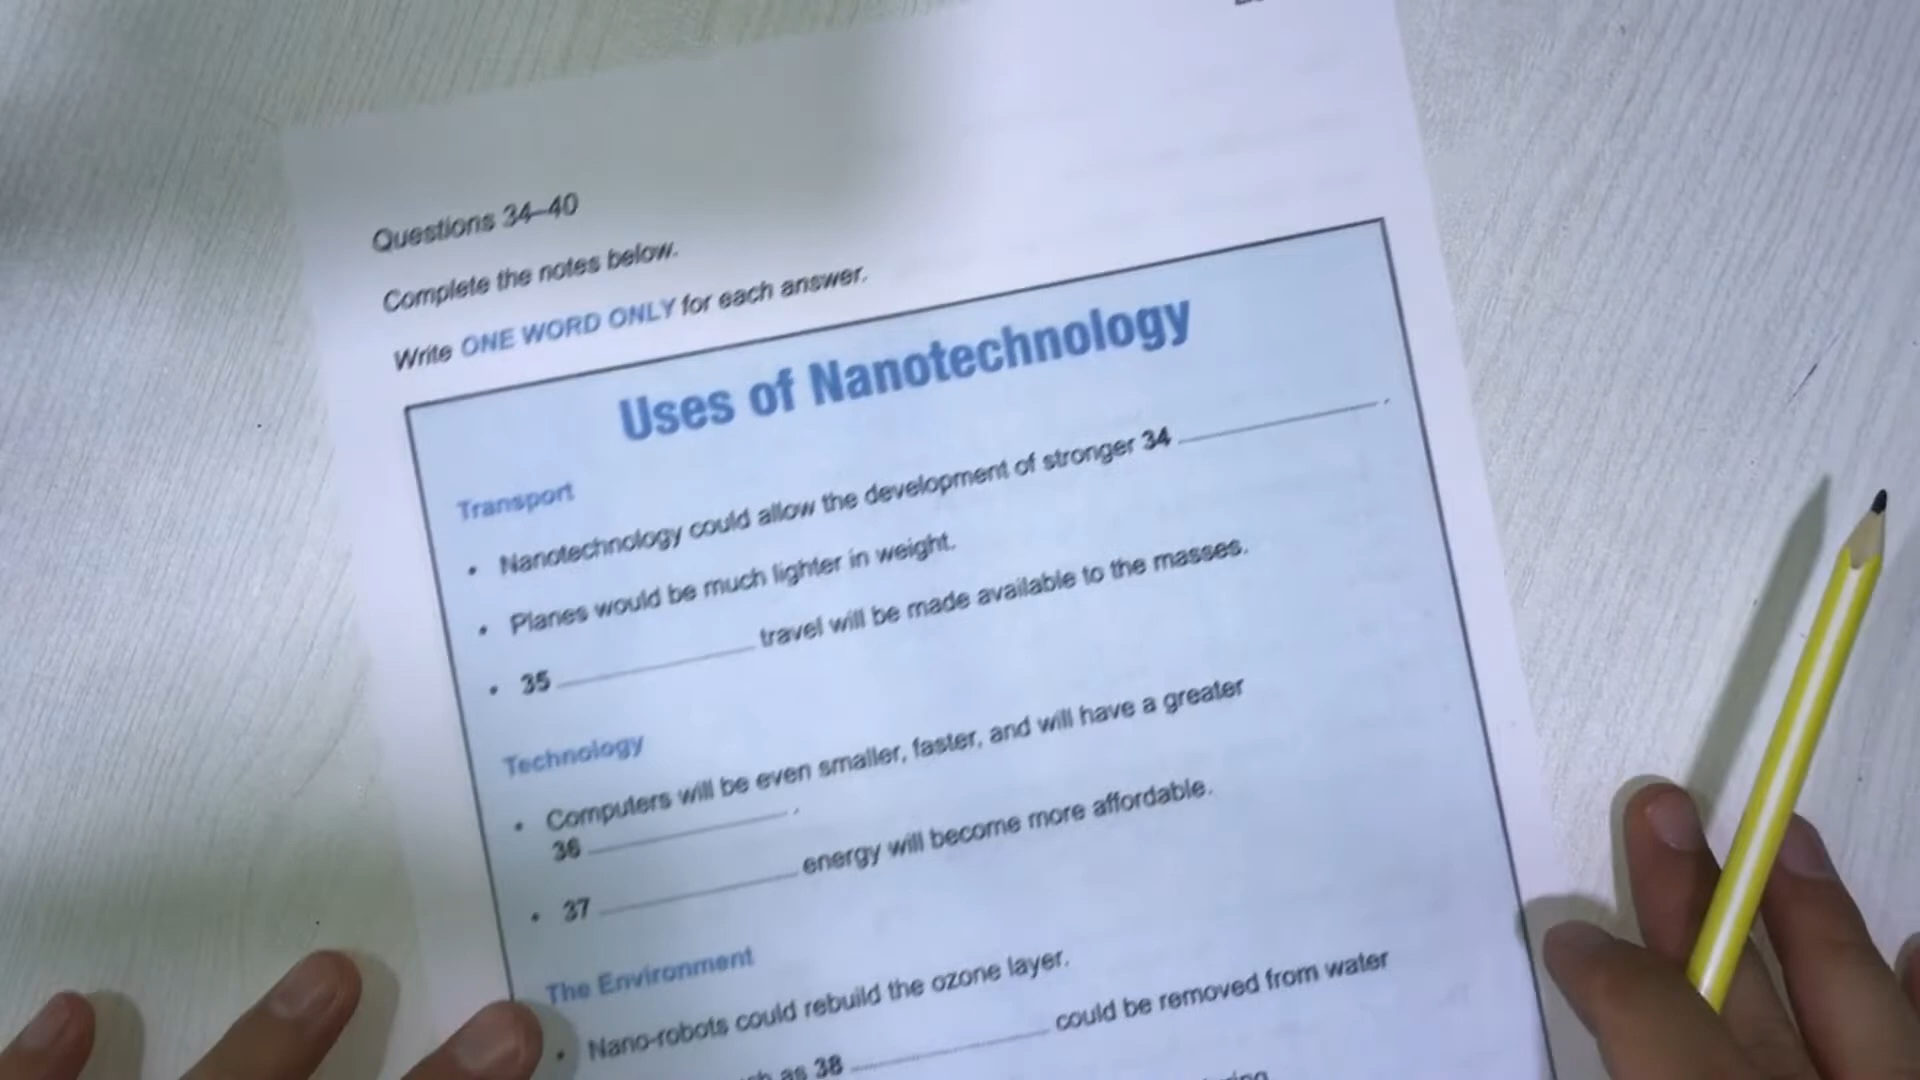 Questions 34–40
Complete the notes below.
Write ONE WORD ONLY for each answer.
Uses of Nanotechnology
Transport
• Nanotechnology could allow the development of stronger 34 ____________ .
• Planes would be much lighter in weight.
• 35 ____________ travel will be made available to the masses.
Technology
• Computers will be even smaller, faster, and will have a greater
36 ____________ .
• 37 ____________ energy will become more affordable.
The Environment
• Nano-robots could rebuild the ozone layer.
as 38 ____________ could be removed from water